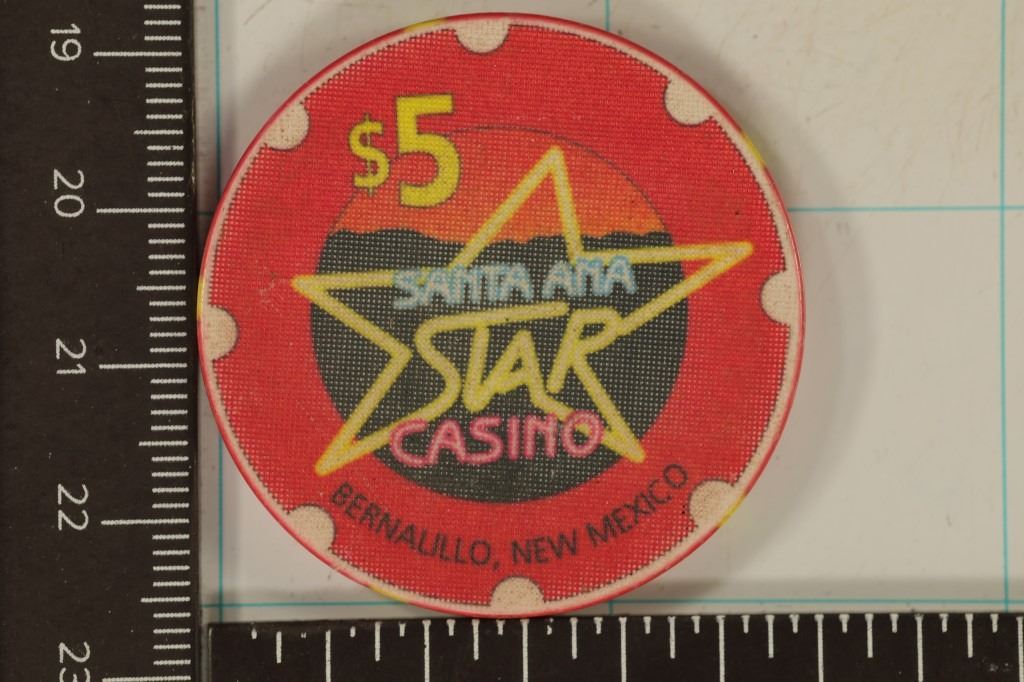 $5
SANTA ANA
STAR
CASINO
BERNALILLO, NEW MEXICO
19
20
21
22
23